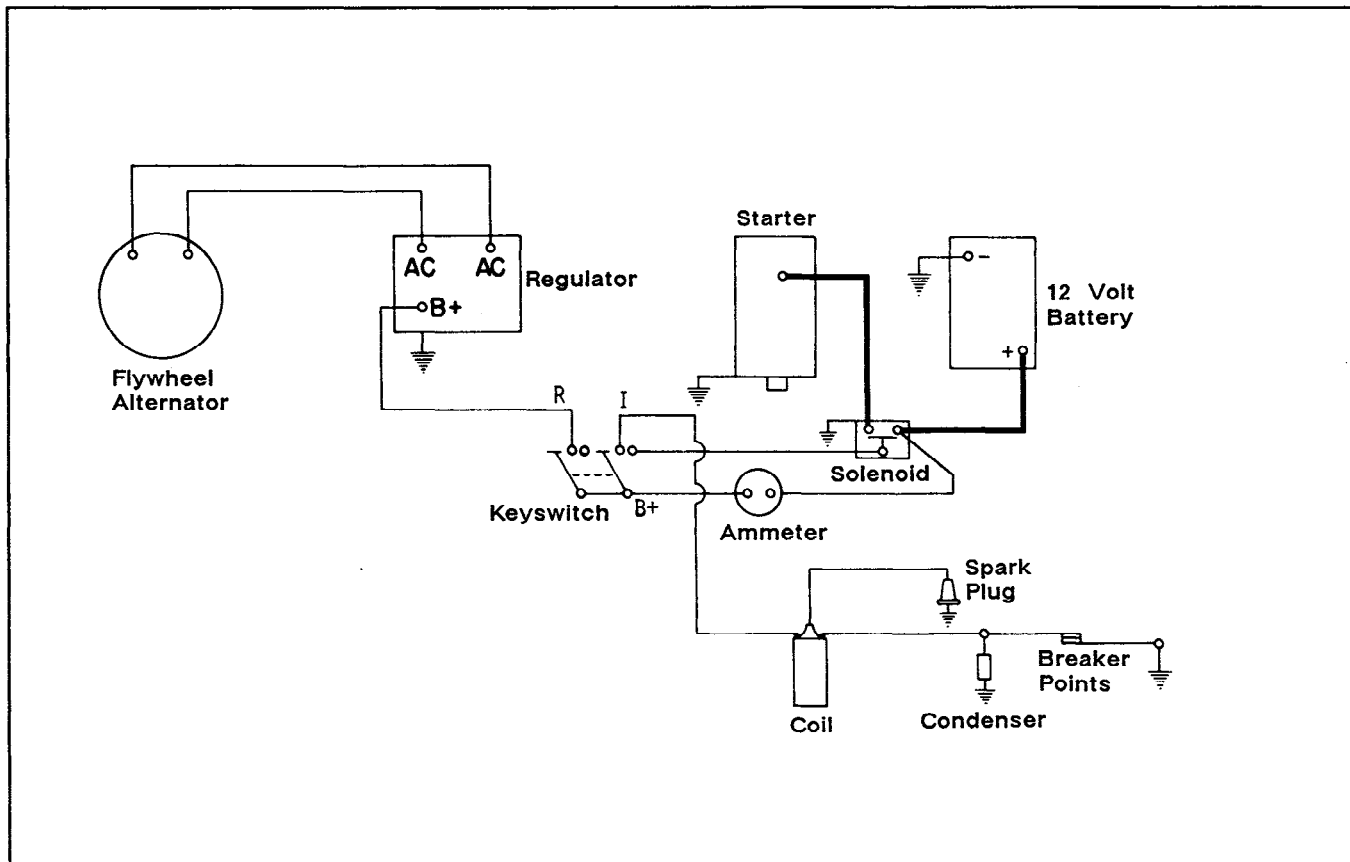 Starter
AC AC
Regulator
B+
-
12 Volt
Battery
+
Flywheel
Alternator
R
I
Solenoid
Keyswitch
B+
Ammeter
Spark
Plug
Breaker
Points
Coil
Condenser